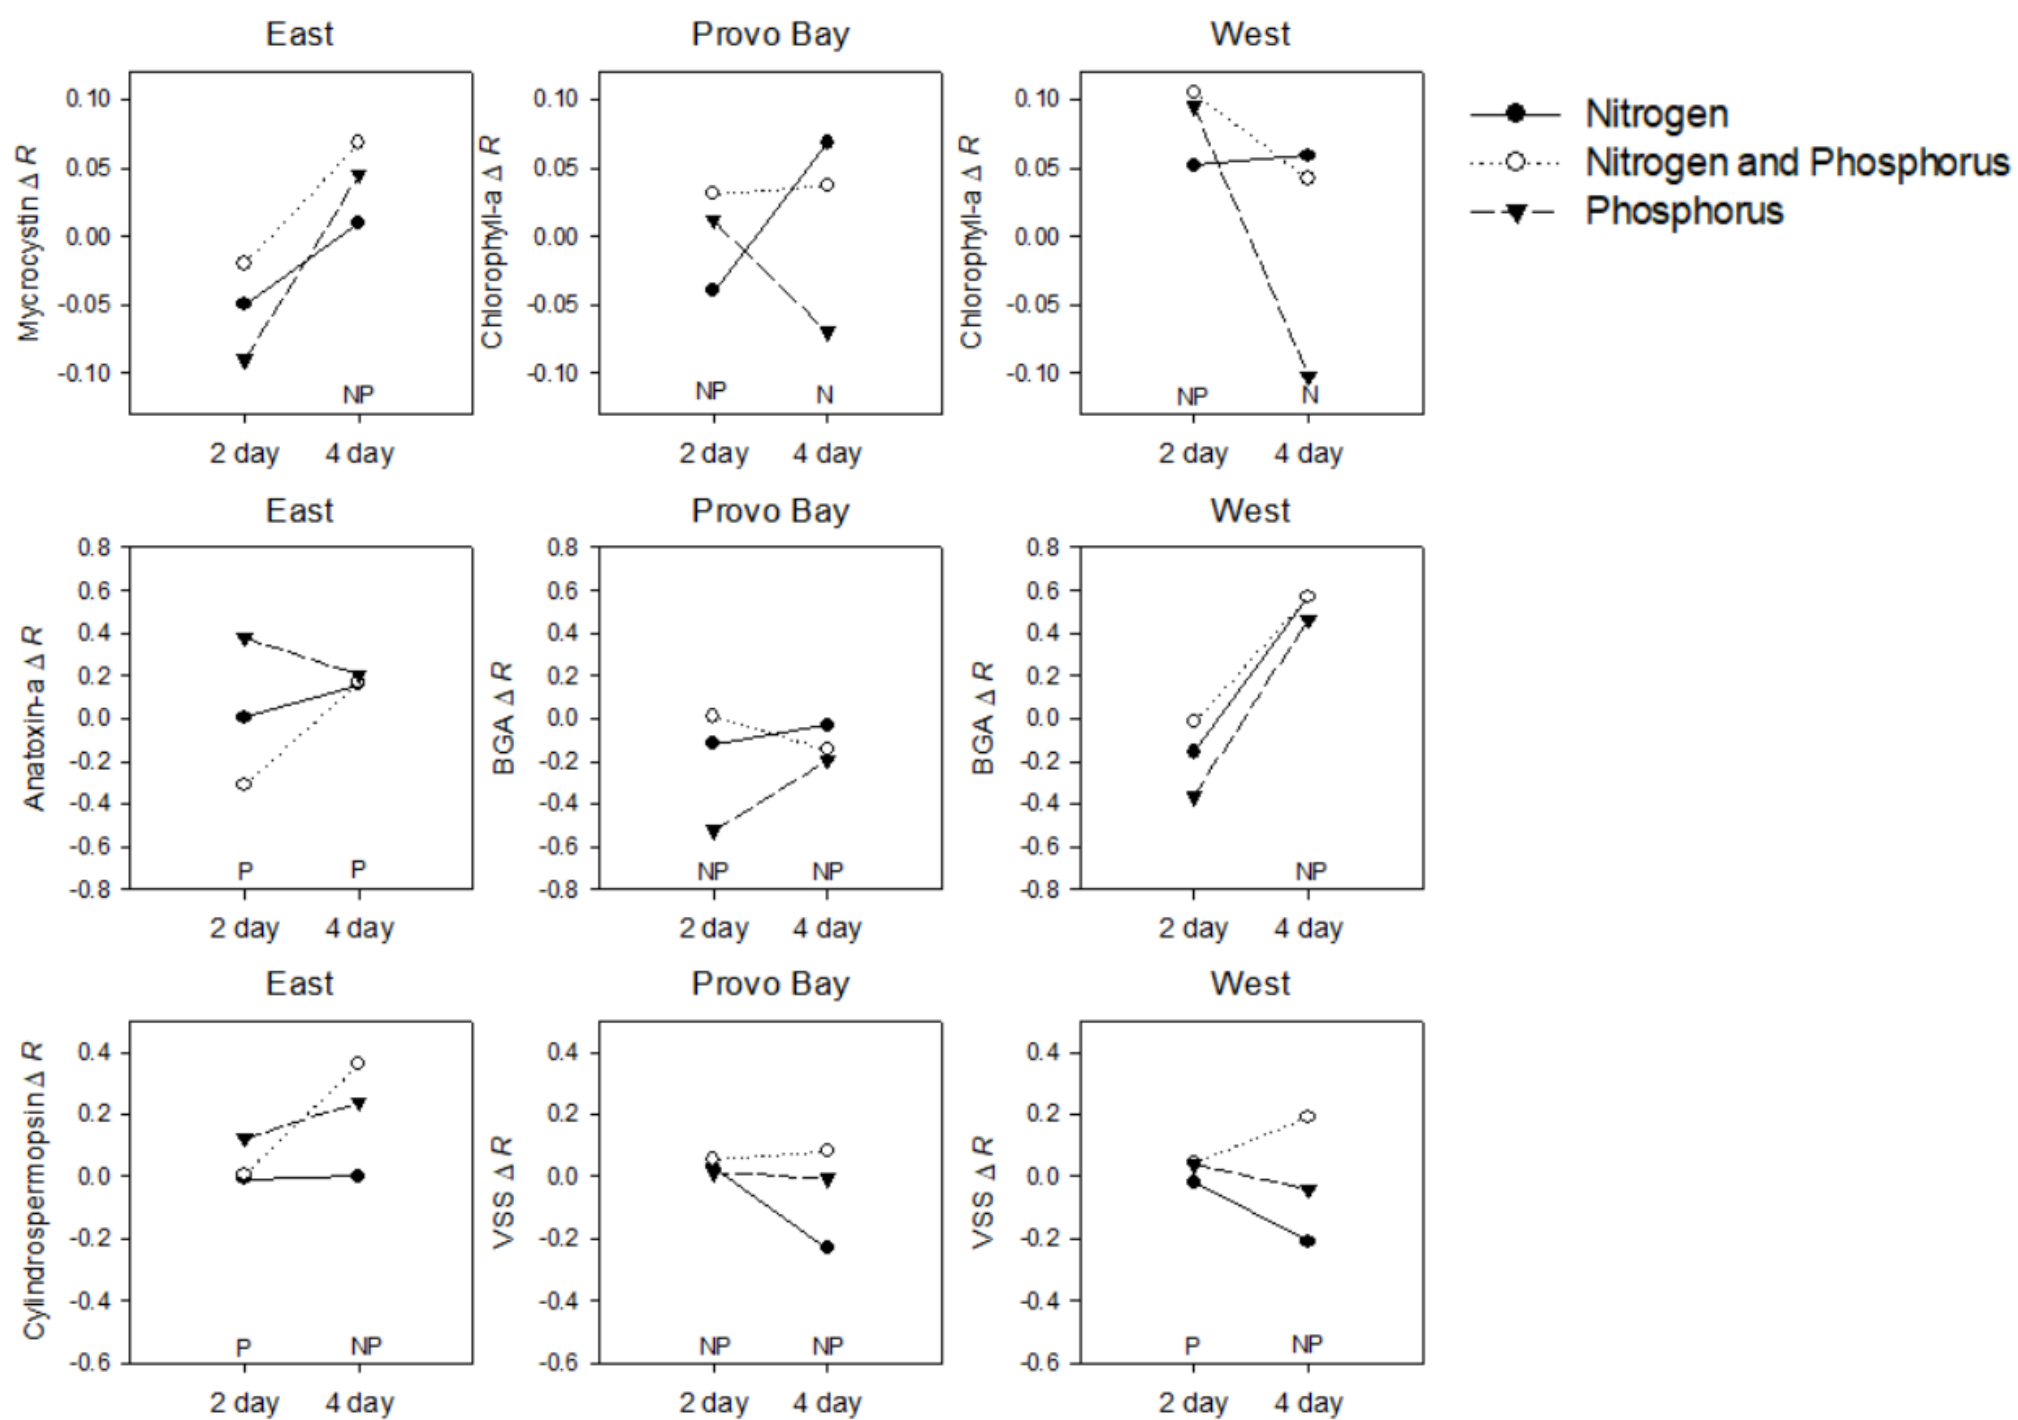 East Provo Bay West
Mycrocystin Δ R
0.10
0.05
0.00
-0.05
-0.10
NP
2 day 4 day
Chlorophyll-a Δ R
0.10
0.05
0.00
-0.05
-0.10
NP N
2 day 4 day
Chlorophyll-a Δ R
0.10
0.05
0.00
-0.05
-0.10
NP N
2 day 4 day
Nitrogen
Nitrogen and Phosphorus
Phosphorus
East Provo Bay West
Anatoxin-a Δ R
0.8
0.6
0.4
0.2
0.0
-0.2
-0.4
-0.6
-0.8
P P
2 day 4 day
BGA Δ R
0.8
0.6
0.4
0.2
0.0
-0.2
-0.4
-0.6
-0.8
NP NP
2 day 4 day
BGA Δ R
0.8
0.6
0.4
0.2
0.0
-0.2
-0.4
-0.6
-0.8
NP
2 day 4 day
East Provo Bay West
Cylindrospermopsin Δ R
0.4
0.2
0.0
-0.2
-0.4
-0.6
P NP
2 day 4 day
VSS Δ R
0.4
0.2
0.0
-0.2
-0.4
-0.6
NP NP
2 day 4 day
VSS Δ R
0.4
0.2
0.0
-0.2
-0.4
-0.6
P NP
2 day 4 day